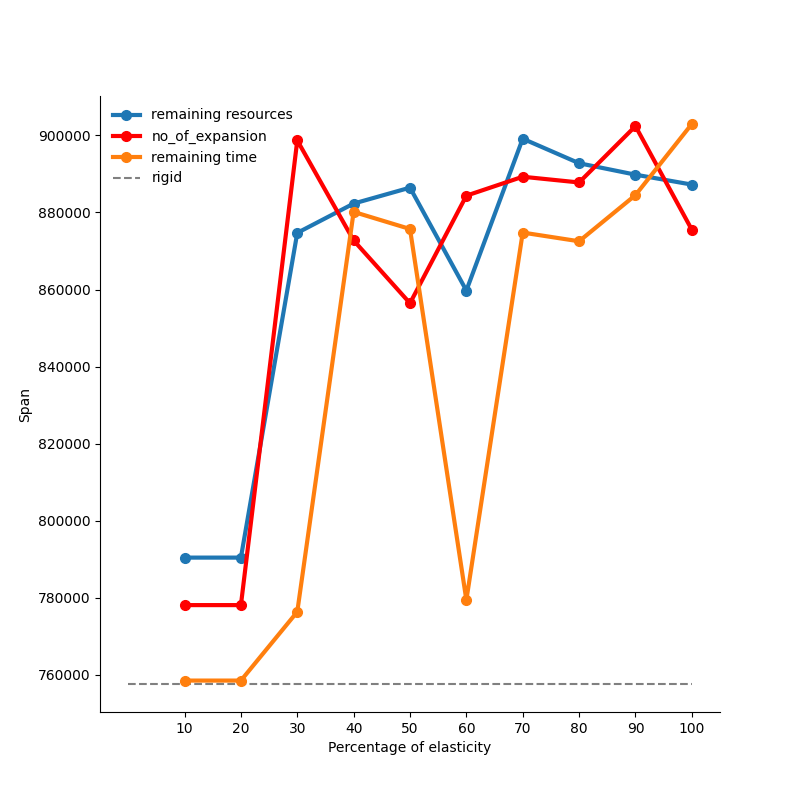 remaining resources
no_of_expansion
remaining time
rigid
900000
880000
860000
840000
820000
800000
780000
760000
Span
10 20 30 40 50 60 70 80 90 100
Percentage of elasticity